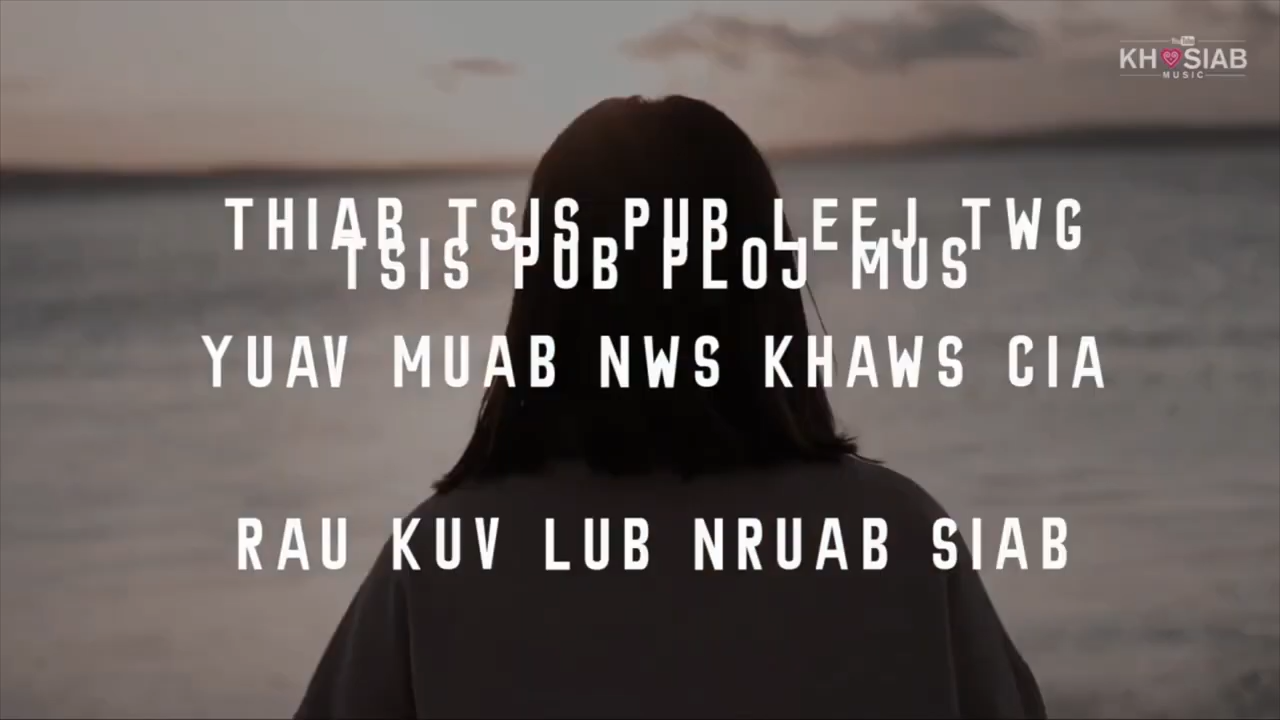 YouTube
KHOSIAB
MUSIC
THIAB TSIS PUB LEEJ TWG
TSIS PUB PLOJ MUS
YUAV MUAB NWS KHAWS CIA
RAU KUV LUB NRUAB SIAB